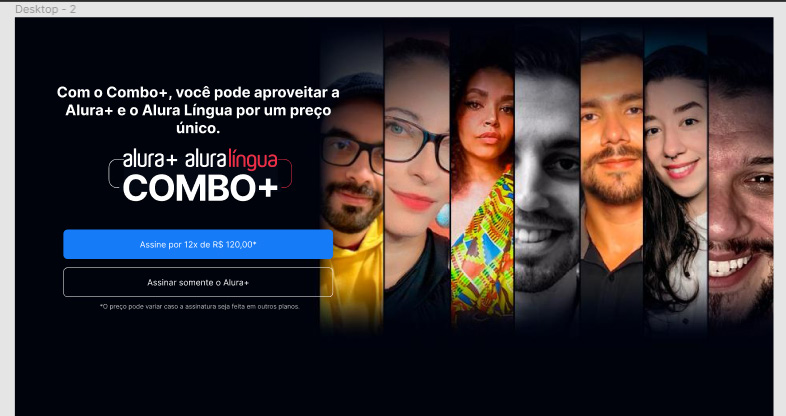 Desktop - 2
Com o Combo+, você pode aproveitar a
Alura+ e o Alura Língua por um preço
único.
alura+ aluralíngua
COMBO+
Assine por 12x de R$ 120,00*
Assinar somente o Alura+
*O preço pode variar caso a assinatura seja feita em outros planos.